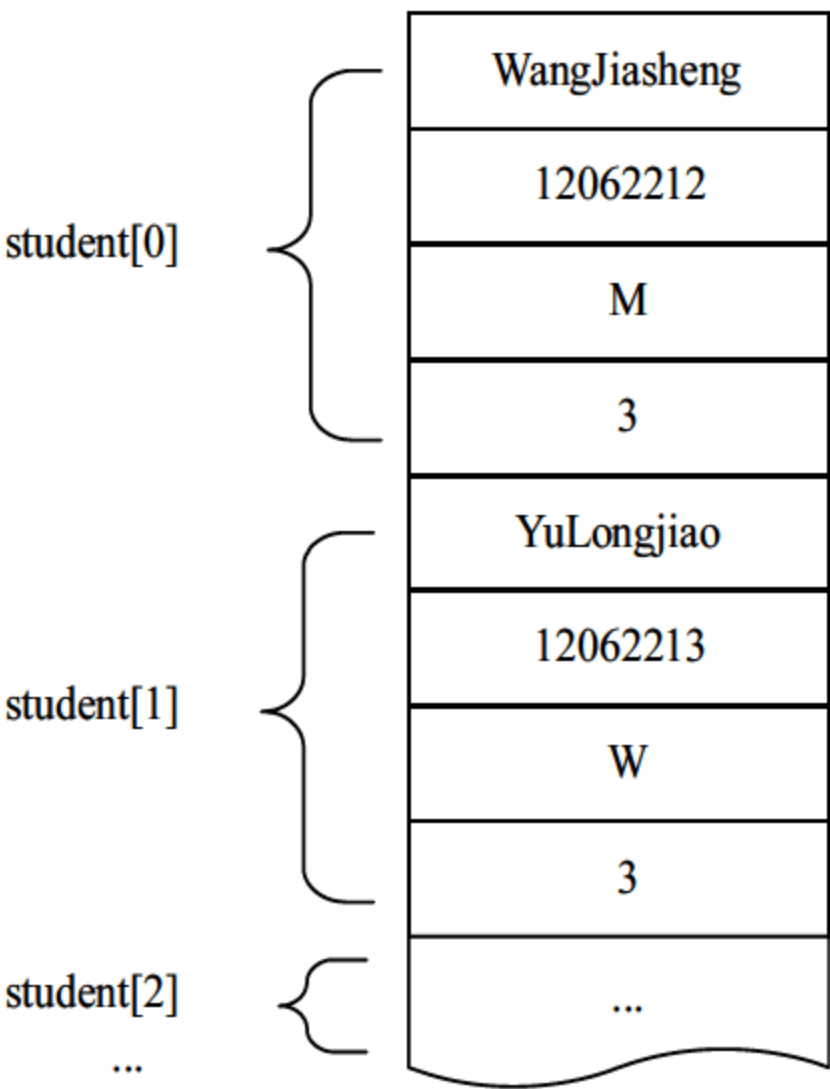 WangJiasheng
12062212
student[0]
M
3
YuLongjiao
12062213
student[1]
W
3
student[2]
...
...